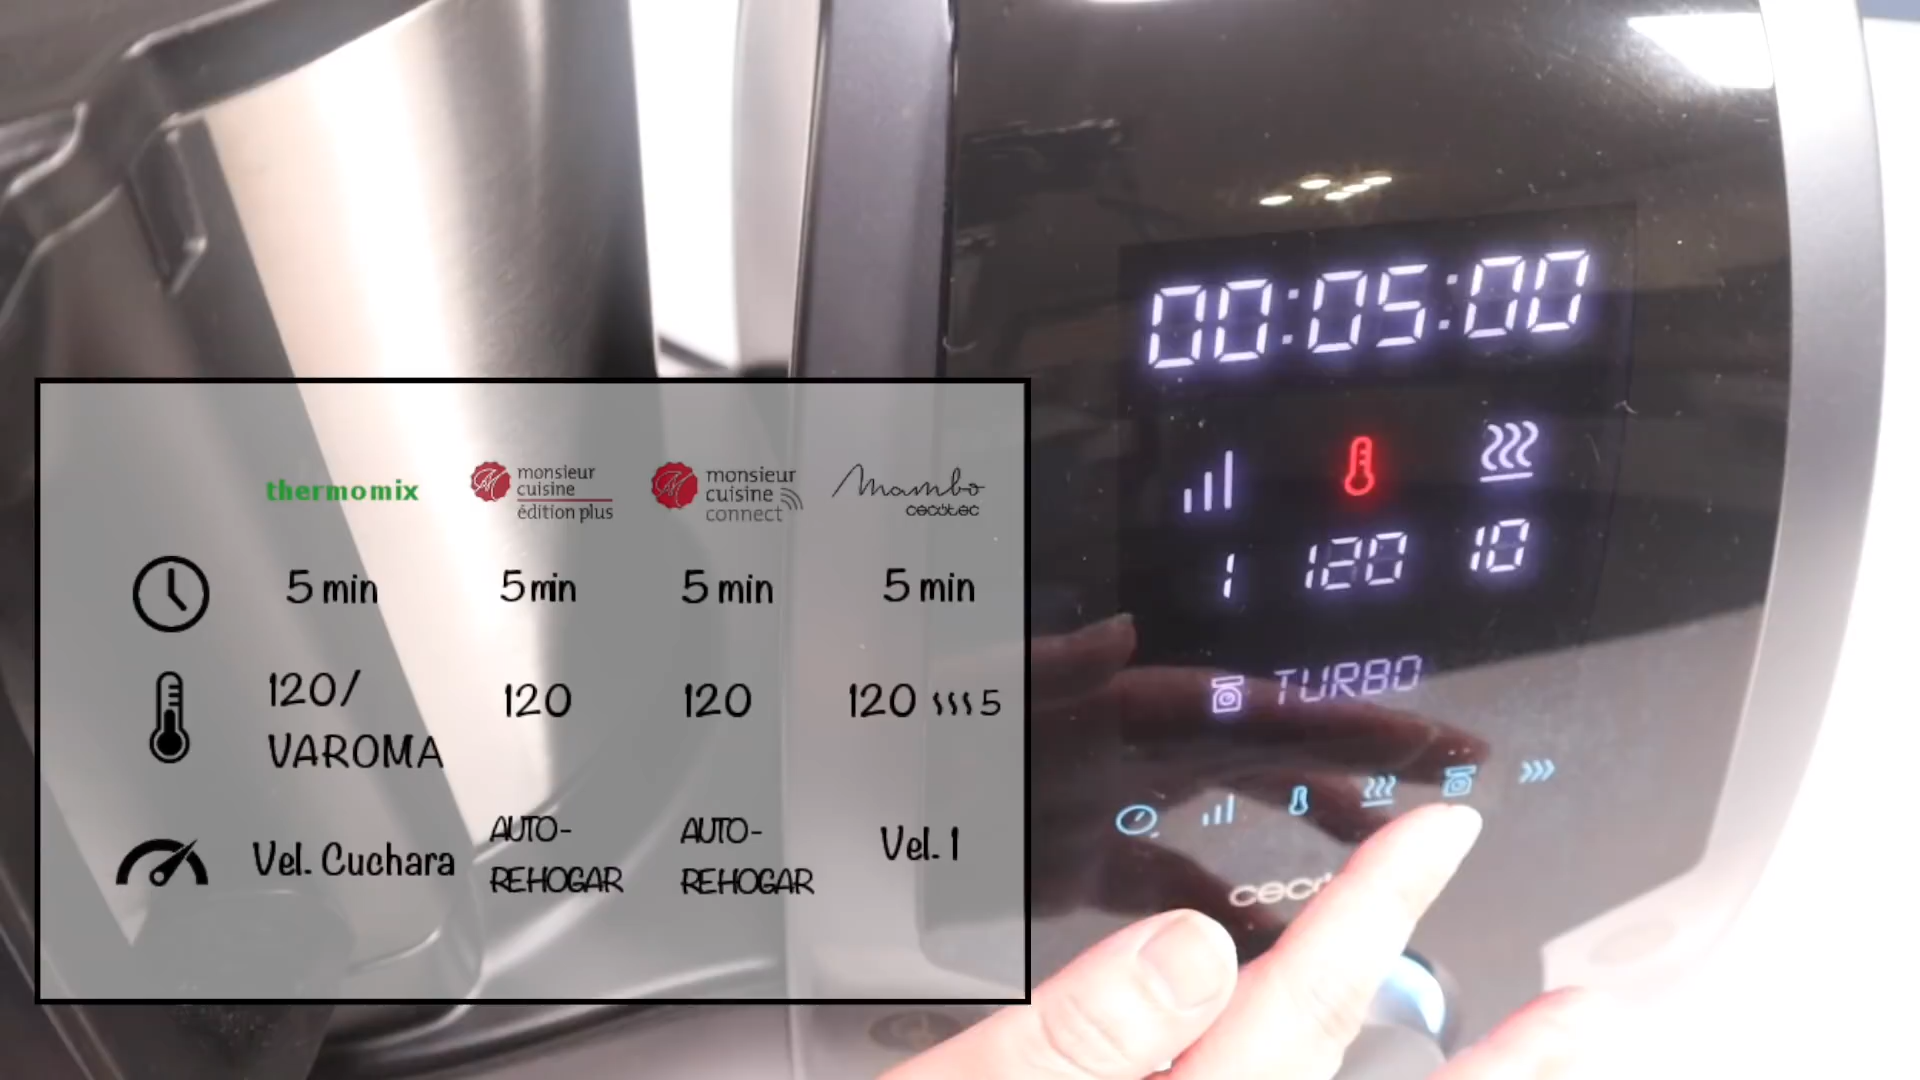 00:05:00
1 120 10
TURBO
thermomix
monsieur
cuisine
édition plus
monsieur
cuisine
connect
Mambo
cecotec
5 min 5 min 5 min 5 min
120/
VAROMA
120 120 120 5
Vel. Cuchara
AUTO-
REHOGAR
AUTO-
REHOGAR
Vel. 1